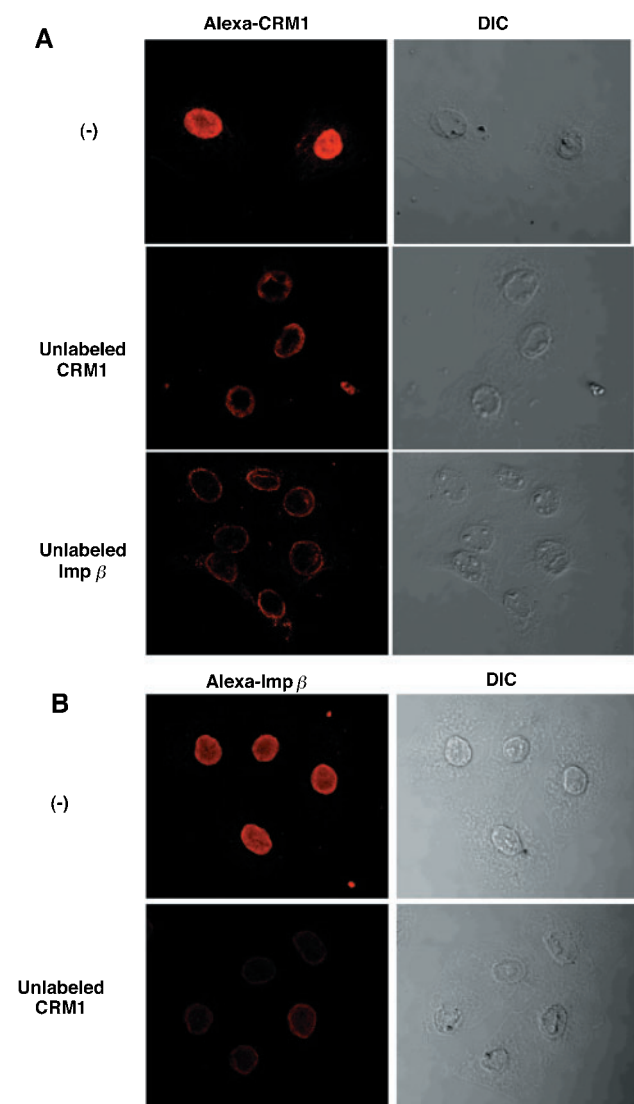 A
Alexa-CRM1
DIC
(-)
Unlabeled
CRM1
Unlabeled
Imp β
B
Alexa-Imp β
DIC
(-)
Unlabeled
CRM1